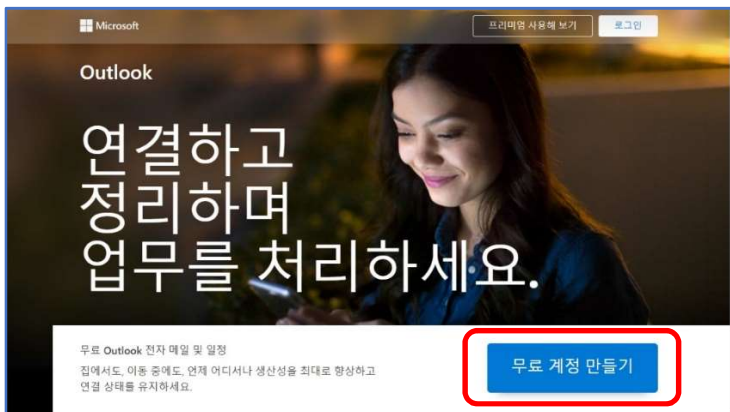 Microsoft
프리미엄 사용해 보기
로그인
Outlook
연결하고
정리하며
업무를 처리하세요.
무료 Outlook 전자 메일 및 일정
집에서도, 이동 중에도, 언제 어디서나 생산성을 최대로 향상하고
연결 상태를 유지하세요.
무료 계정 만들기